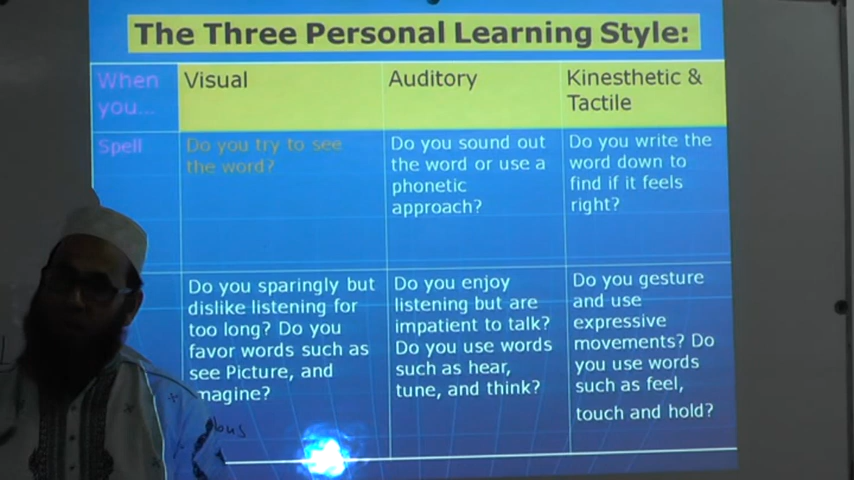 The Three Personal Learning Style:
When
you...
Visual
Auditory
Kinesthetic &
Tactile
Spell
Do you try to see
the word?
Do you sound out
the word or use a
phonetic
approach?
Do you write the
word down to
find if it feels
right?
Do you sparingly but
dislike listening for
too long? Do you
favor words such as
see Picture, and
magine?
Do you enjoy
listening but are
impatient to talk?
Do you use words
such as hear,
tune, and think?
Do you gesture
and use
expressive
movements? Do
you use words
such as feel,
touch and hold?